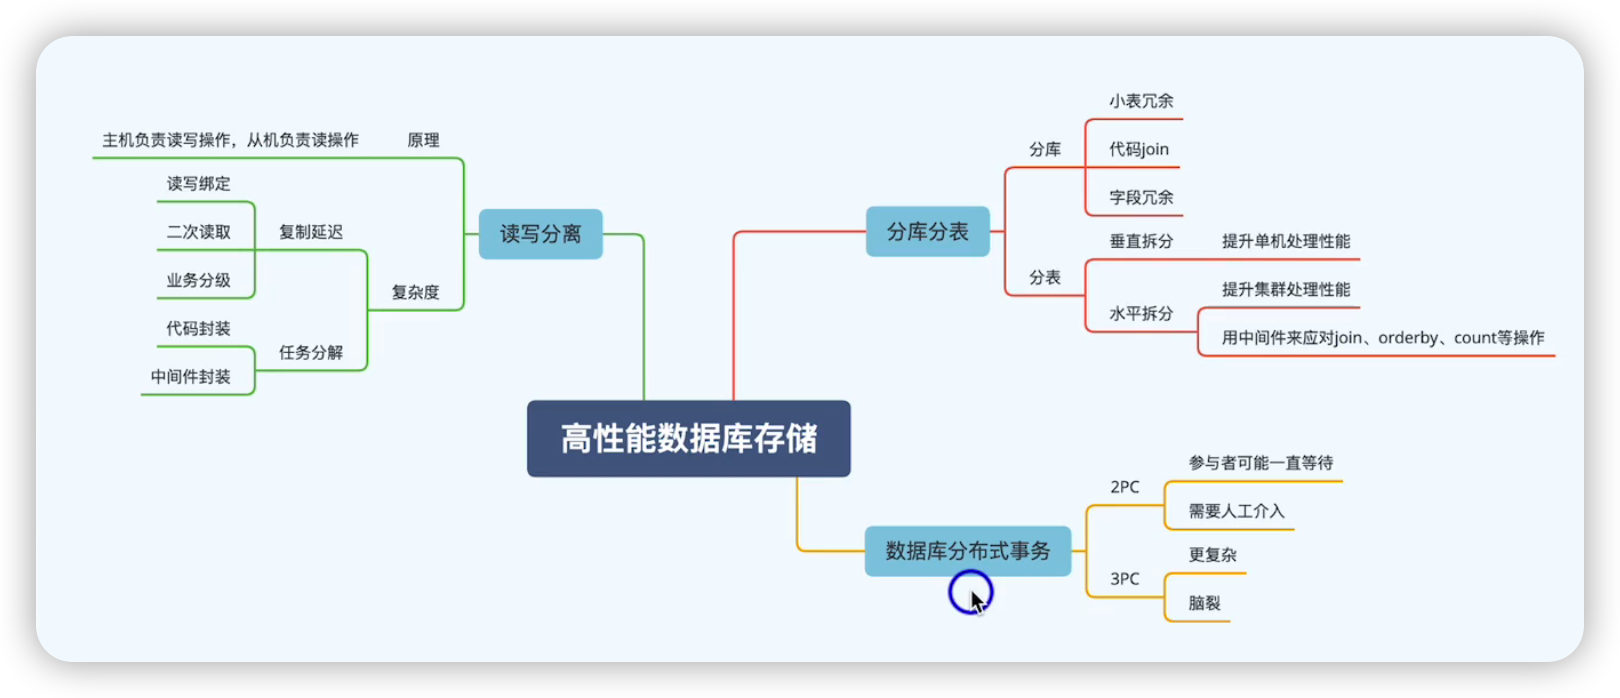 高性能数据库存储
读写分离
原理
主机负责读写操作，从机负责读操作
复杂度
复制延迟
读写绑定
二次读取
业务分级
任务分解
代码封装
中间件封装
分库分表
分库
小表冗余
代码join
字段冗余
分表
垂直拆分
提升单机处理性能
水平拆分
提升集群处理性能
用中间件来应对join、orderby、count等操作
数据库分布式事务
2PC
参与者可能一直等待
需要人工介入
3PC
更复杂
脑裂